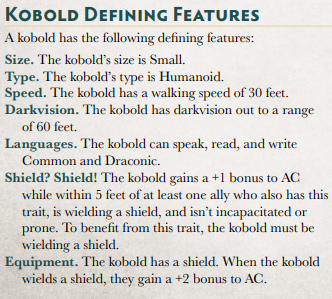 KOBOLD DEFINING FEATURES
A kobold has the following defining features:
Size. The kobold's size is Small.
Type. The kobold's type is Humanoid.
Speed. The kobold has a walking speed of 30 feet.
Darkvision. The kobold has darkvision out to a range
of 60 feet.
Languages. The kobold can speak, read, and write
Common and Draconic.
Shield? Shield! The kobold gains a +1 bonus to AC
while within 5 feet of at least one ally who also has this
trait, is wielding a shield, and isn't incapacitated or
prone. To benefit from this trait, the kobold must be
wielding a shield.
Equipment. The kobold has a shield. When the kobold
wields a shield, they gain a +2 bonus to AC.